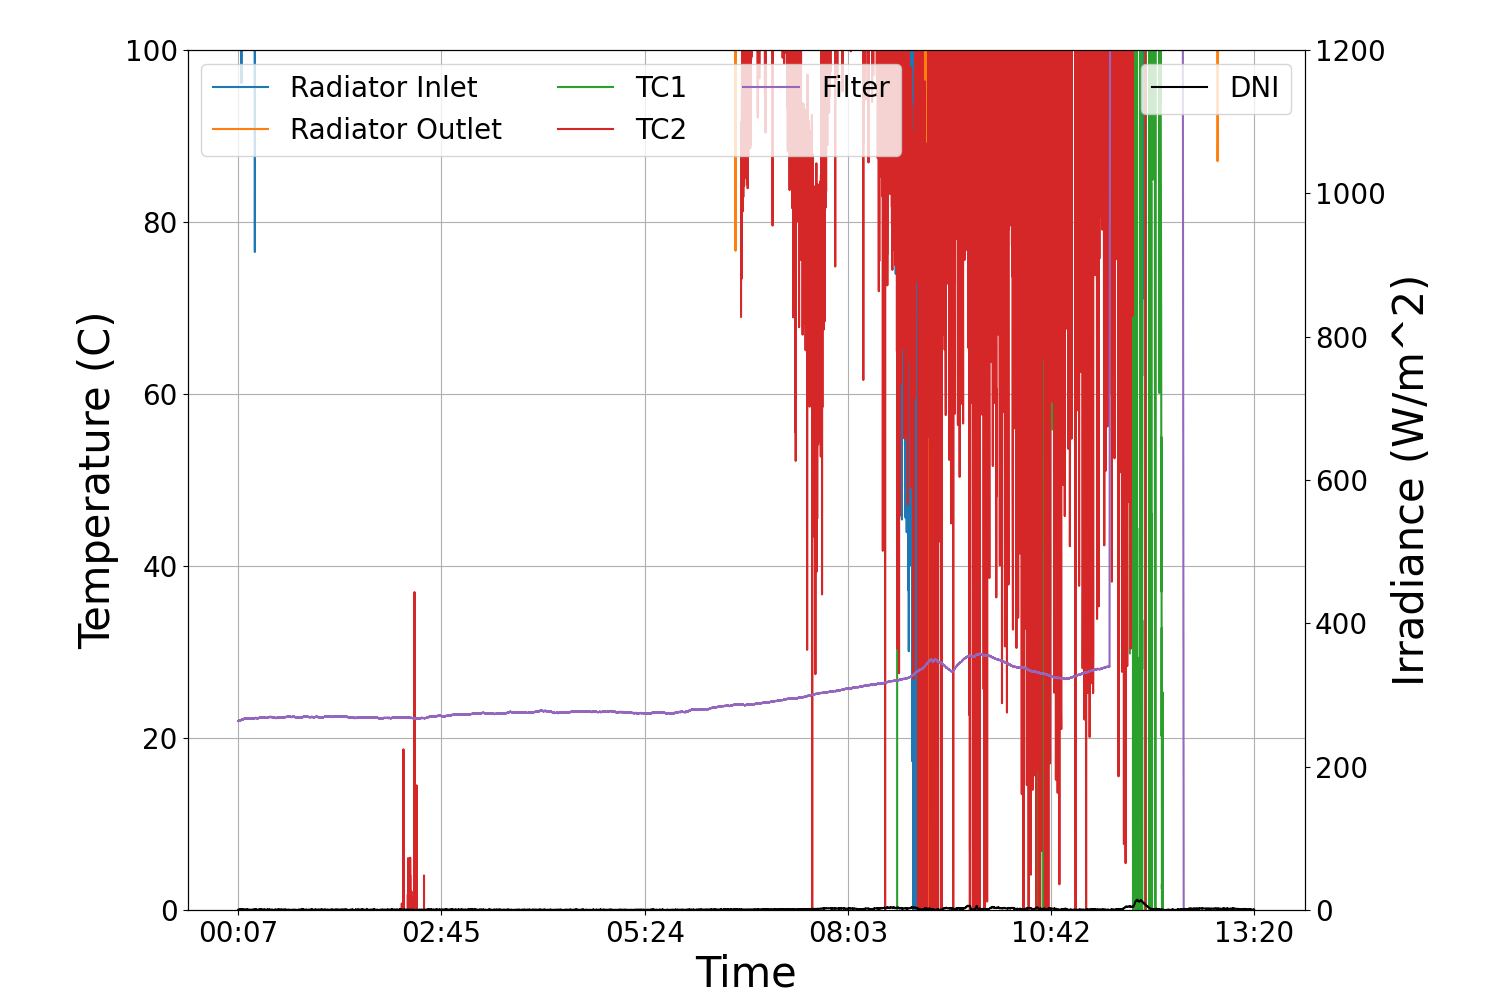 100
80
60
40
20
0
Temperature (C)
Radiator Inlet
Radiator Outlet
TC1
TC2
Filter
DNI
1200
1000
800
600
400
200
0
Irradiance (W/m^2)
00:07
02:45
05:24
08:03
10:42
13:20
Time